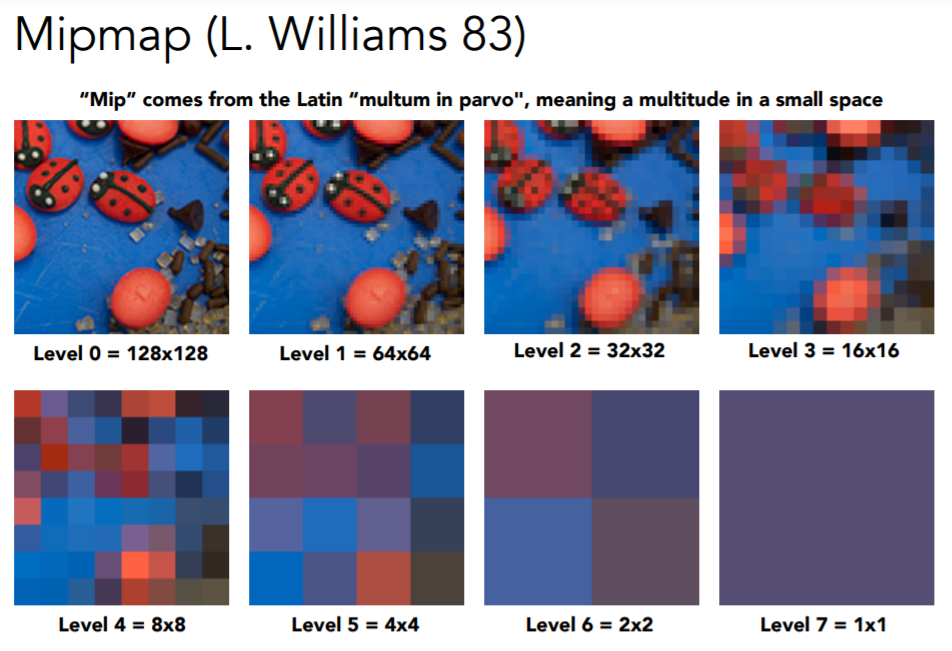 Mipmap (L. Williams 83)
“Mip” comes from the Latin “multum in parvo", meaning a multitude in a small space
Level 0 = 128x128
Level 1 = 64x64
Level 2 = 32x32
Level 3 = 16x16
Level 4 = 8x8
Level 5 = 4x4
Level 6 = 2x2
Level 7 = 1x1